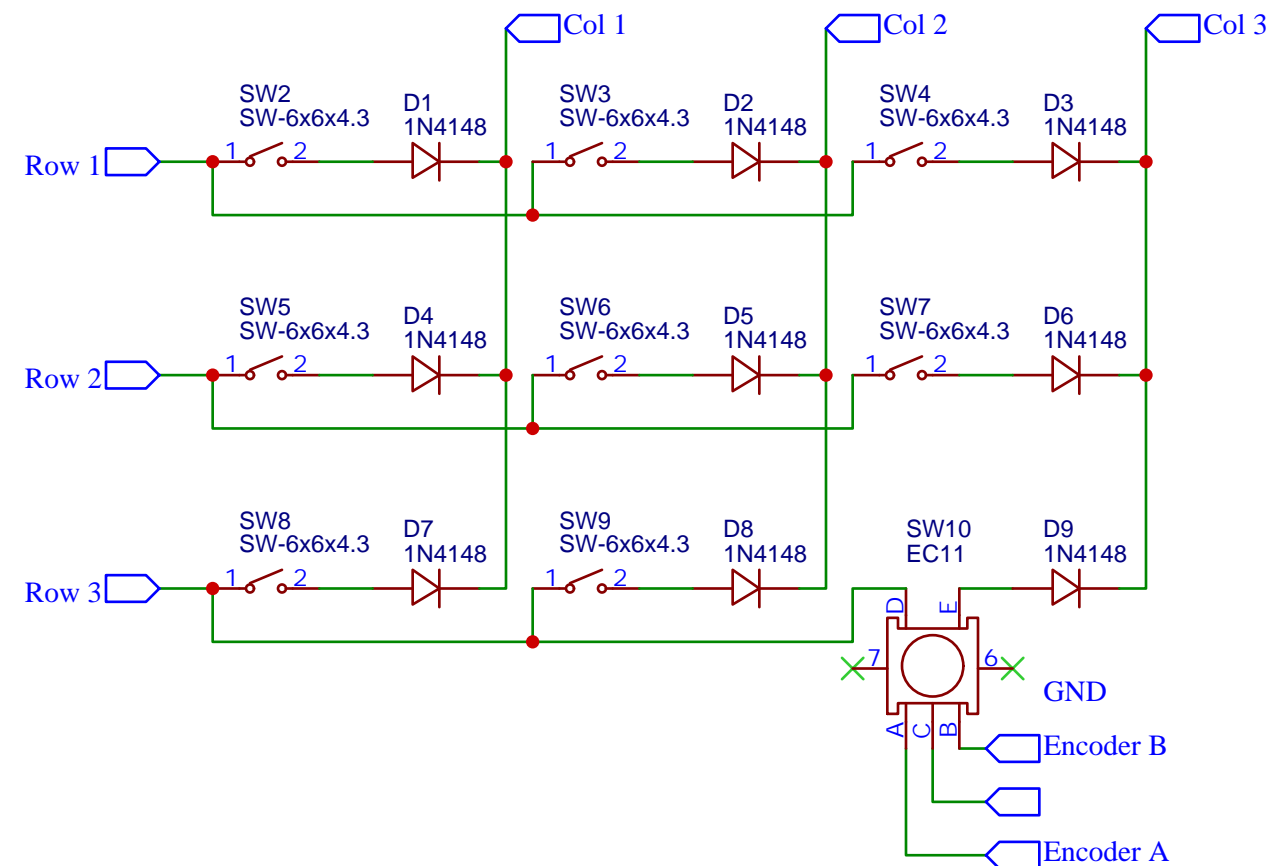 Col 1
Col 2
Col 3
SW2
SW-6x6x4.3
D1
1N4148
SW3
SW-6x6x4.3
D2
1N4148
SW4
SW-6x6x4.3
D3
1N4148
Row 1
1 2
1 2
1 2
SW5
SW-6x6x4.3
D4
1N4148
SW6
SW-6x6x4.3
D5
1N4148
SW7
SW-6x6x4.3
D6
1N4148
Row 2
1 2
1 2
1 2
SW8
SW-6x6x4.3
D7
1N4148
SW9
SW-6x6x4.3
D8
1N4148
SW10
EC11
D9
1N4148
Row 3
1 2
1 2
D E
7 6
GND
A C B
Encoder B
Encoder A